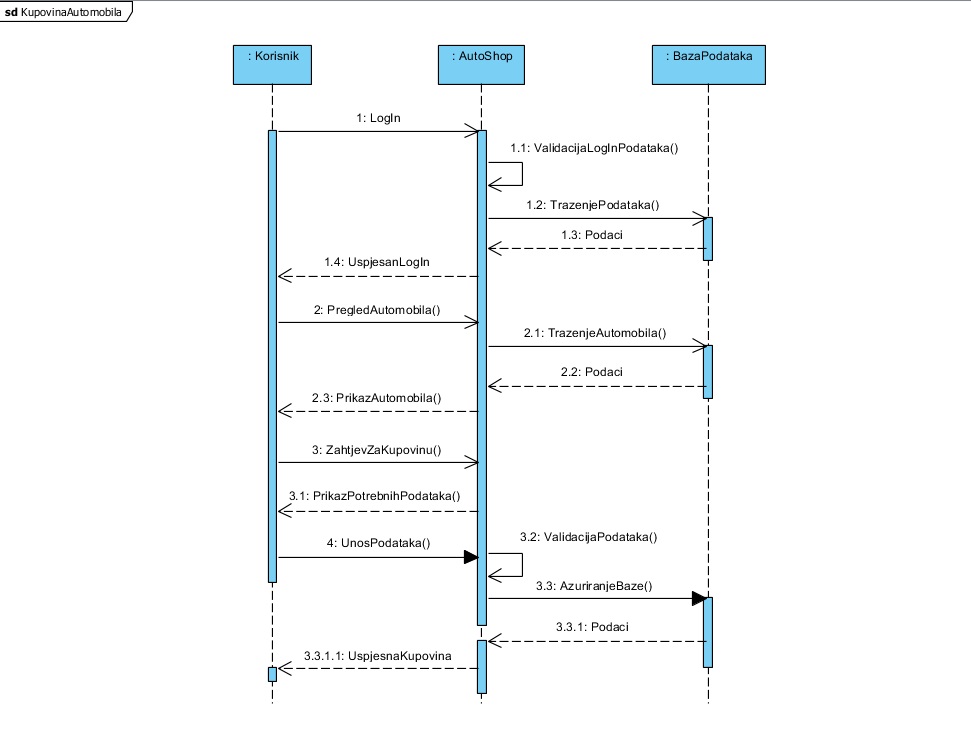 sd KupovinaAutomobila
: Korisnik
: AutoShop
: BazaPodataka
1: LogIn
1.1: ValidacijaLogInPodataka()
1.2: TrazenjePodataka()
1.3: Podaci
1.4: UspjesanLogIn
2: PregledAutomobila()
2.1: TrazenjeAutomobila()
2.2: Podaci
2.3: PrikazAutomobila()
3: ZahtjevZaKupovinu()
3.1: PrikazPotrebnihPodataka()
3.2: ValidacijaPodataka()
4: UnosPodataka()
3.3: AzuriranjeBaze()
3.3.1: Podaci
3.3.1.1: UspjesnaKupovina